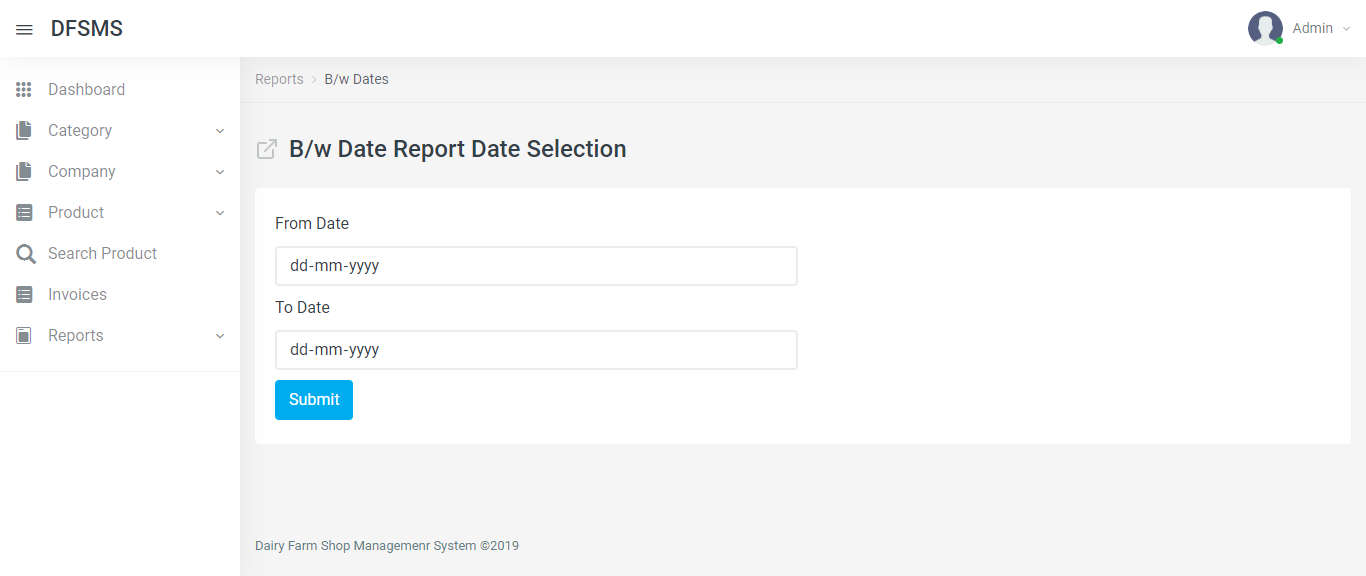 DFSMS
Admin
Dashboard
Category
Company
Product
Search Product
Invoices
Reports
Reports > B/w Dates
B/w Date Report Date Selection
From Date
dd-mm-yyyy
To Date
dd-mm-yyyy
Submit
Dairy Farm Shop Managemenr System ©2019